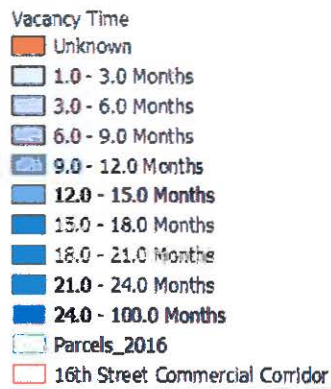 Vacancy Time
Unknown
1.0 - 3.0 Months
3.0 - 6.0 Months
6.0 - 9.0 Months
9.0 - 12.0 Months
12.0 - 15.0 Months
15.0 - 18.0 Months
18.0 - 21.0 Months
21.0 - 24.0 Months
24.0 - 100.0 Months
Parcels_2016
16th Street Commercial Corridor